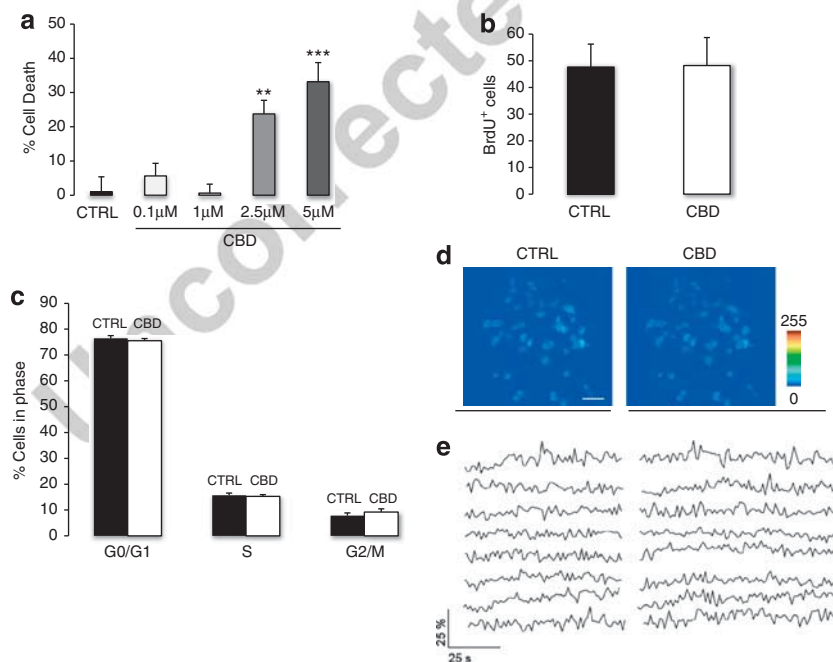 a
50
40
30
20
10
0
% Cell Death
**
***
CTRL 0.1µM 1µM 2.5µM 5µM
CBD
b
60
50
40
30
20
10
0
BrdU+ cells
CTRL CBD
c
90
80
70
60
50
40
30
20
10
0
% Cells in phase
CTRL CBD
CTRL CBD
CTRL CBD
G0/G1 S G2/M
d
CTRL CBD
255
0
e
25 %
25 s
Uncorrecte